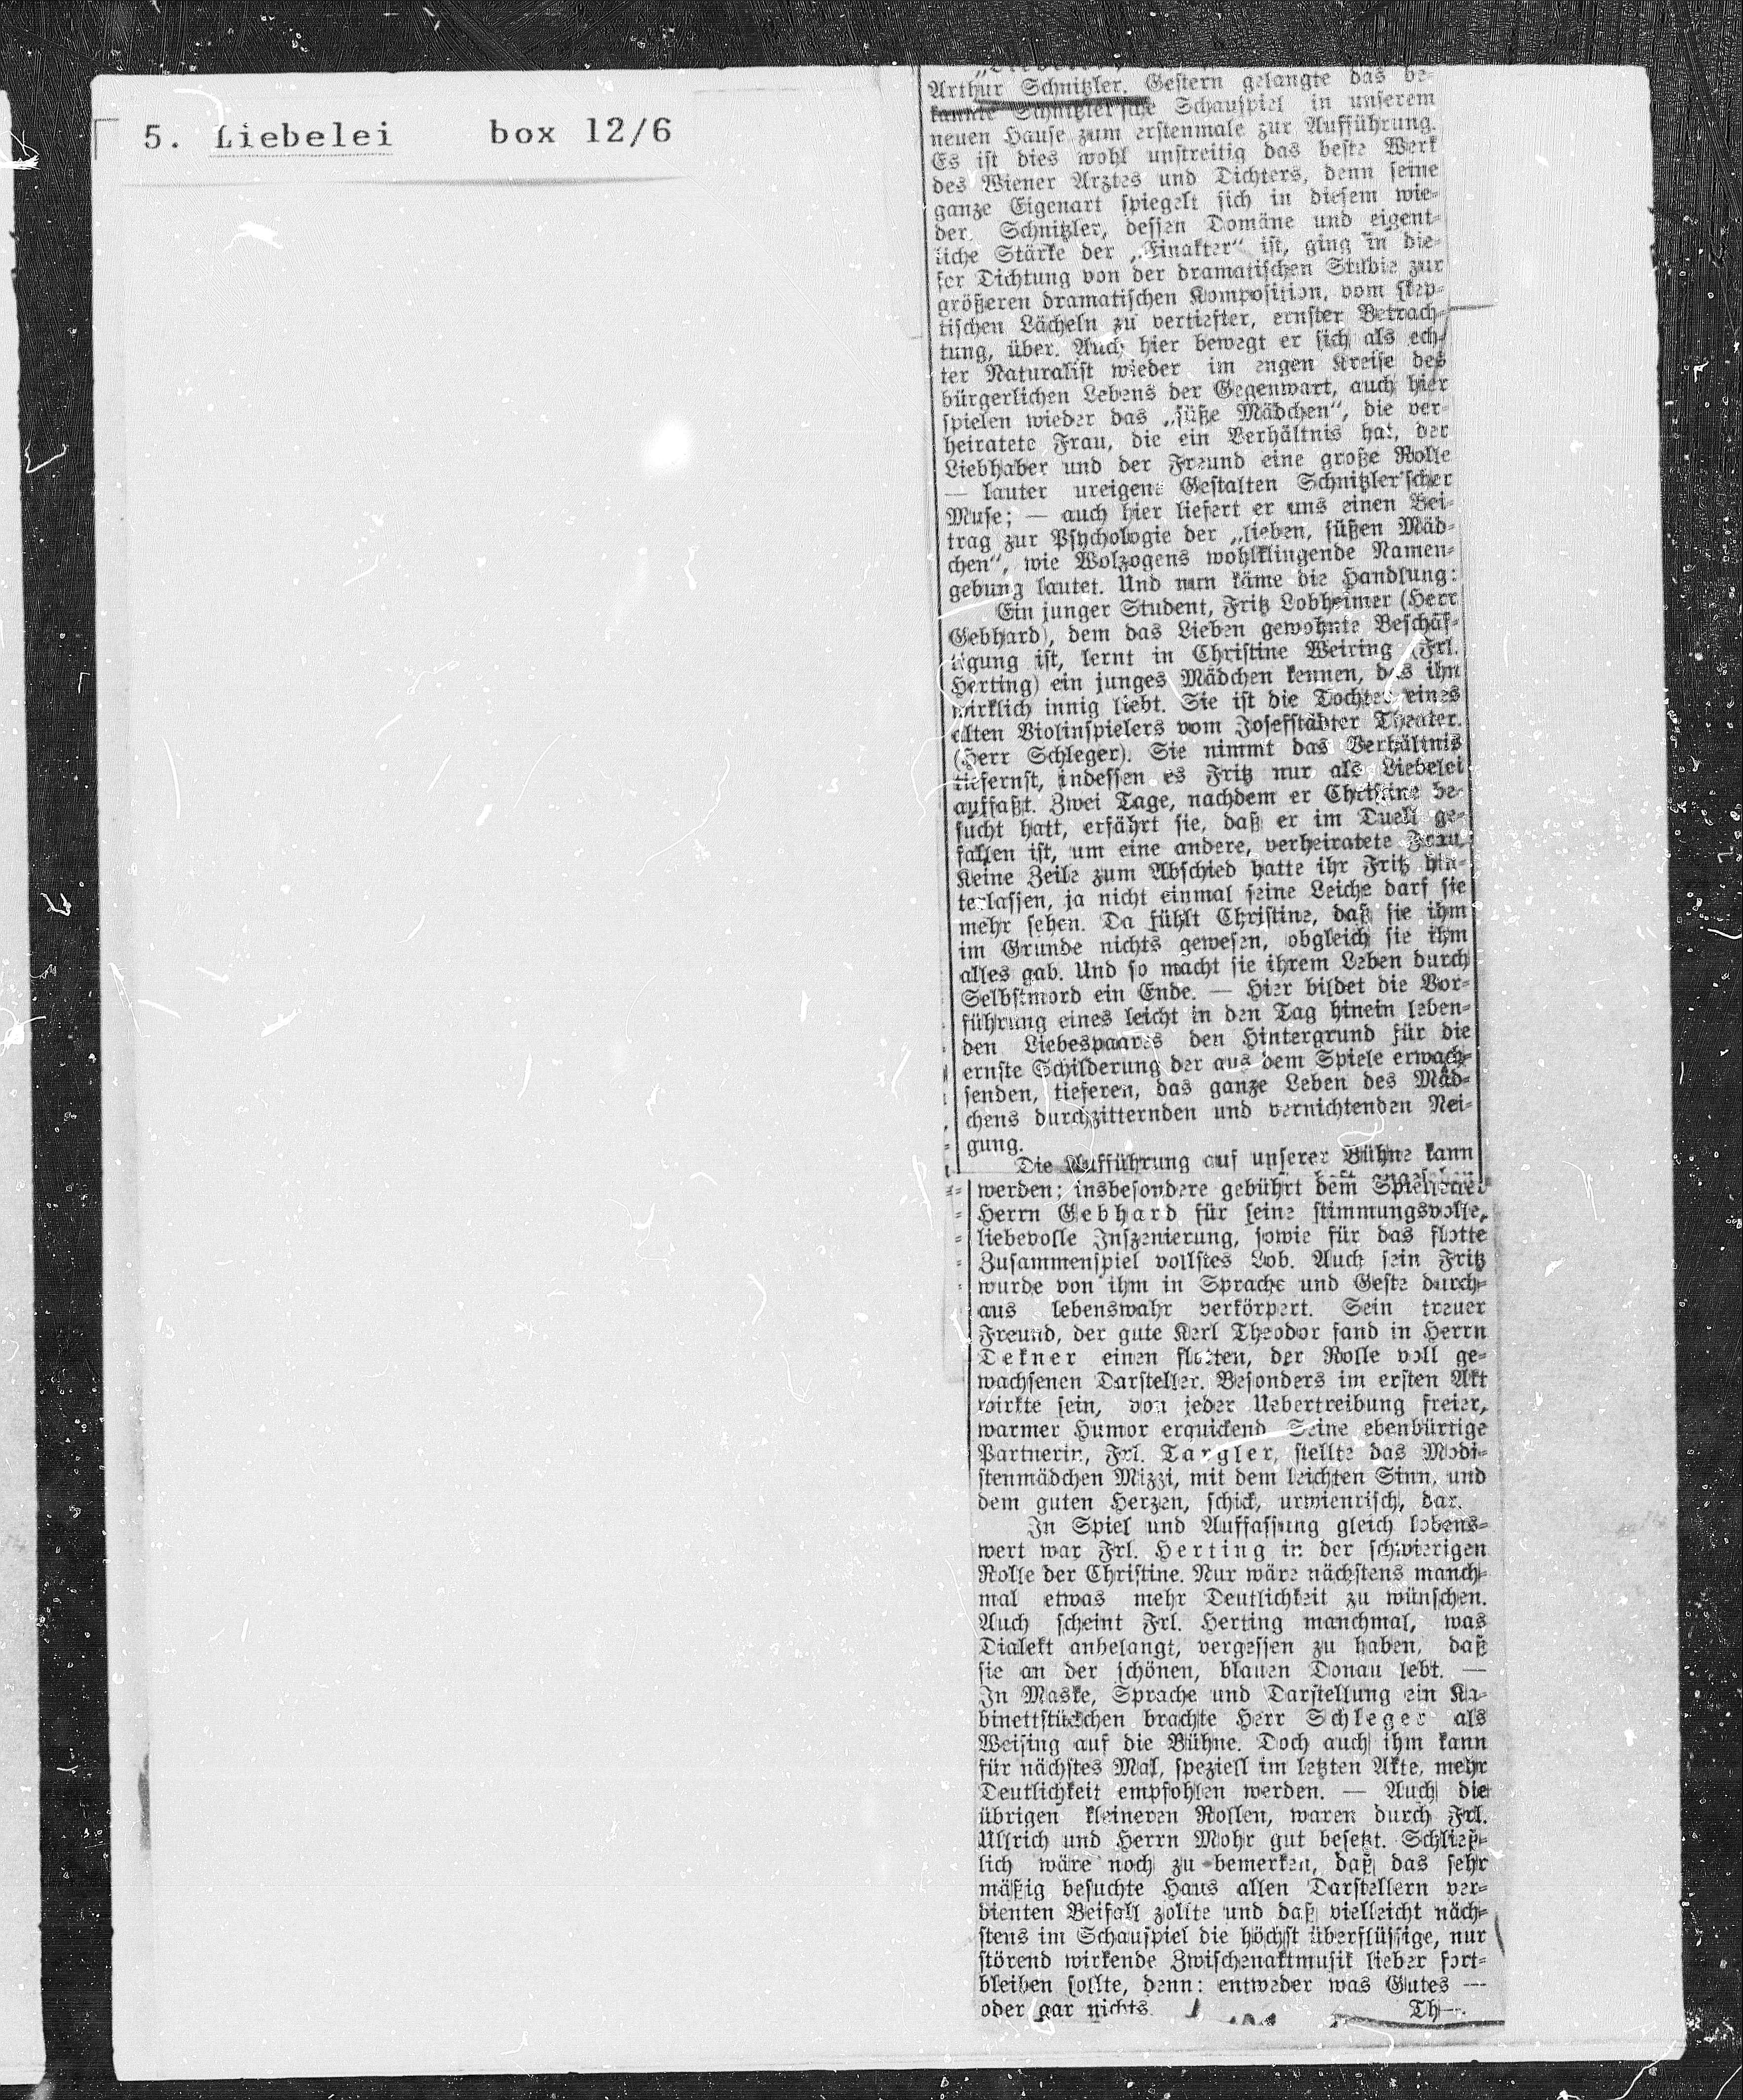 5. Liebelei box 12/6
Arthur Schnitzler. Gestern gelangte das be-
kannte Schnitzler'sche Schauspiel in unserem
neuen Hause zum erstenmale zur Aufführung.
Es ist dies wohl unstreitig das beste Werk
des Wiener Arztes und Dichters, denn seine
ganze Eigenart spiegelt sich in diesem wie-
der. Schnitzler, dessen Domäne und eigent-
liche Stärke der „Einakter“ ist, ging in die-
ser Dichtung von der dramatischen Studie zur
größeren dramatischen Komposition, vom skep-
tischen Lächeln zu vertiefter, ernster Betrach-
tung, über. Auch hier bewegt er sich als ech-
ter Naturalist wieder im engen Kreise des
bürgerlichen Lebens der Gegenwart, auch hier
spielen wieder das „süße Mädchen“, die ver-
heiratete Frau, die ein Verhältnis hat, der
Liebhaber und der Freund eine große Rolle
— lauter ureigene Gestalten Schnitzler'scher
Muse; — auch hier liefert er uns einen Bei-
trag zur Psychologie der „lieben, süßen Mäd-
chen“, wie Wolzogens wohlklingende Namen-
gebung lautet. Und nun käme die Handlung:
Ein junger Student, Fritz Lobheimer (Herr
Gebhard), dem das Lieben gewohnte Beschäf-
tigung ist, lernt in Christine Weiring (Frl.
Herting) ein junges Mädchen kennen, das ihn
wirklich innig liebt. Sie ist die Tochter eines
alten Violinspielers vom Josefstädter Theater.
(Herr Schleger). Sie nimmt das Verhältnis
tiefernst, indessen es Fritz nur als Liebelei
auffaßt. Zwei Tage, nachdem er Christine be-
sucht hatt, erfährt sie, daß er im Duell ge-
fallen ist, um eine andere, verheiratete Frau.
Keine Zeile zum Abschied hatte ihr Fritz hin-
terlassen, ja nicht einmal seine Leiche darf sie
mehr sehen. Da fühlt Christine, daß sie ihm
im Grunde nichts gewesen, obgleich sie ihm
alles gab. Und so macht sie ihrem Leben durch
Selbstmord ein Ende. — Hier bildet die Vor-
führung eines leicht in den Tag hinein leben-
den Liebespaares den Hintergrund für die
ernste Schilderung der aus dem Spiele erwach-
senden, tieferen, das ganze Leben des Mäd-
chens durchzitternden und vernichtenden Nei-
gung.
Die Aufführung auf unserer Bühne kann
werden; insbesondere gebührt dem Spielleiter
Herrn Gebhard für seine stimmungsvolle,
liebevolle Inszenierung, sowie für das flotte
Zusammenspiel vollstes Lob. Auch sein Fritz
wurde von ihm in Sprache und Geste durch-
aus lebenswahr verkörpert. Sein treuer
Freund, der gute Kerl Theodor fand in Herrn
Dekner einen flotten, der Rolle voll ge-
wachsenen Darsteller. Besonders im ersten Akt
wirkte sein, von jeder Uebertreibung freier,
warmer Humor erquickend. Seine ebenbürtige
Partnerin, Frl. Targler, stellte das Modi-
stenmädchen Mizzi, mit dem leichten Sinn, und
dem guten Herzen, schick, urwienrisch, dar.
In Spiel und Auffassung gleich lobens-
wert war Frl. Herting in der schwierigen
Rolle der Christine. Nur wäre nächstens manch-
mal etwas mehr Deutlichkeit zu wünschen.
Auch scheint Frl. Herting manchmal, was
Dialekt anbelangt, vergessen zu haben, daß
sie an der schönen, blauen Donau lebt. —
In Maske, Sprache und Darstellung ein Ka-
binettstückchen brachte Herr Schleger als
Weising auf die Bühne. Doch auch ihm kann
für nächstes Mal, speziell im letzten Akte, mehr
Deutlichkeit empfohlen werden. — Auch die
übrigen kleineren Rollen, waren durch Frl.
Ullrich und Herrn Mohr gut besetzt. Schließ-
lich wäre noch zu bemerken, daß das sehr
mäßig besuchte Haus allen Darstellern ver-
dienten Beifall zollte und daß vielleicht näch-
stens im Schauspiel die höchst überflüssige, nur
störend wirkende Zwischenaktmusik lieber fort-
bleiben sollte, denn: entweder was Gutes —
oder gar nichts. Th—.